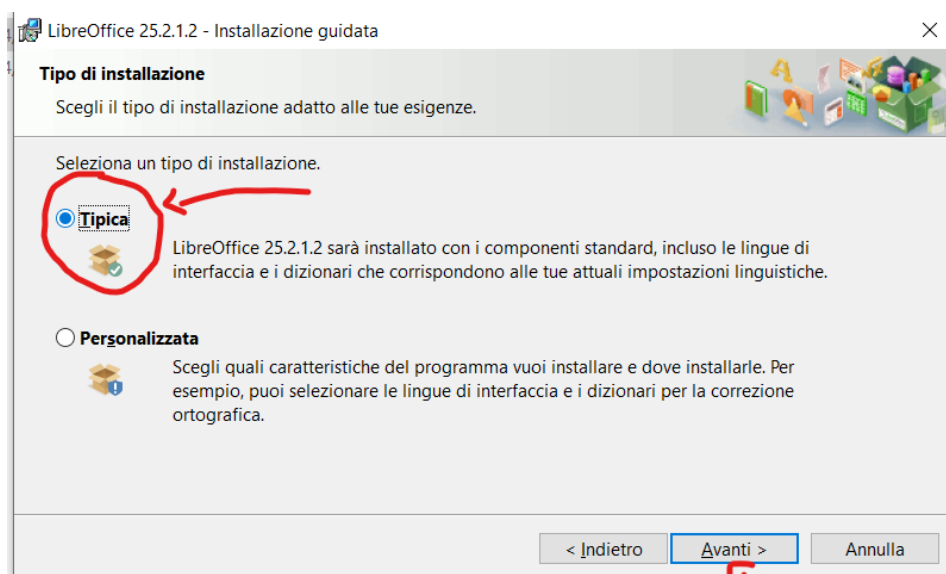 LibreOffice 25.2.1.2 - Installazione guidata
Tipo di installazione
Scegli il tipo di installazione adatto alle tue esigenze.
Seleziona un tipo di installazione.
Tipica
LibreOffice 25.2.1.2 sarà installato con i componenti standard, incluso le lingue di
interfaccia e i dizionari che corrispondono alle tue attuali impostazioni linguistiche.
Personalizzata
Scegli quali caratteristiche del programma vuoi installare e dove installarle. Per
esempio, puoi selezionare le lingue di interfaccia e i dizionari per la correzione
ortografica.
< Indietro
Avanti >
Annulla